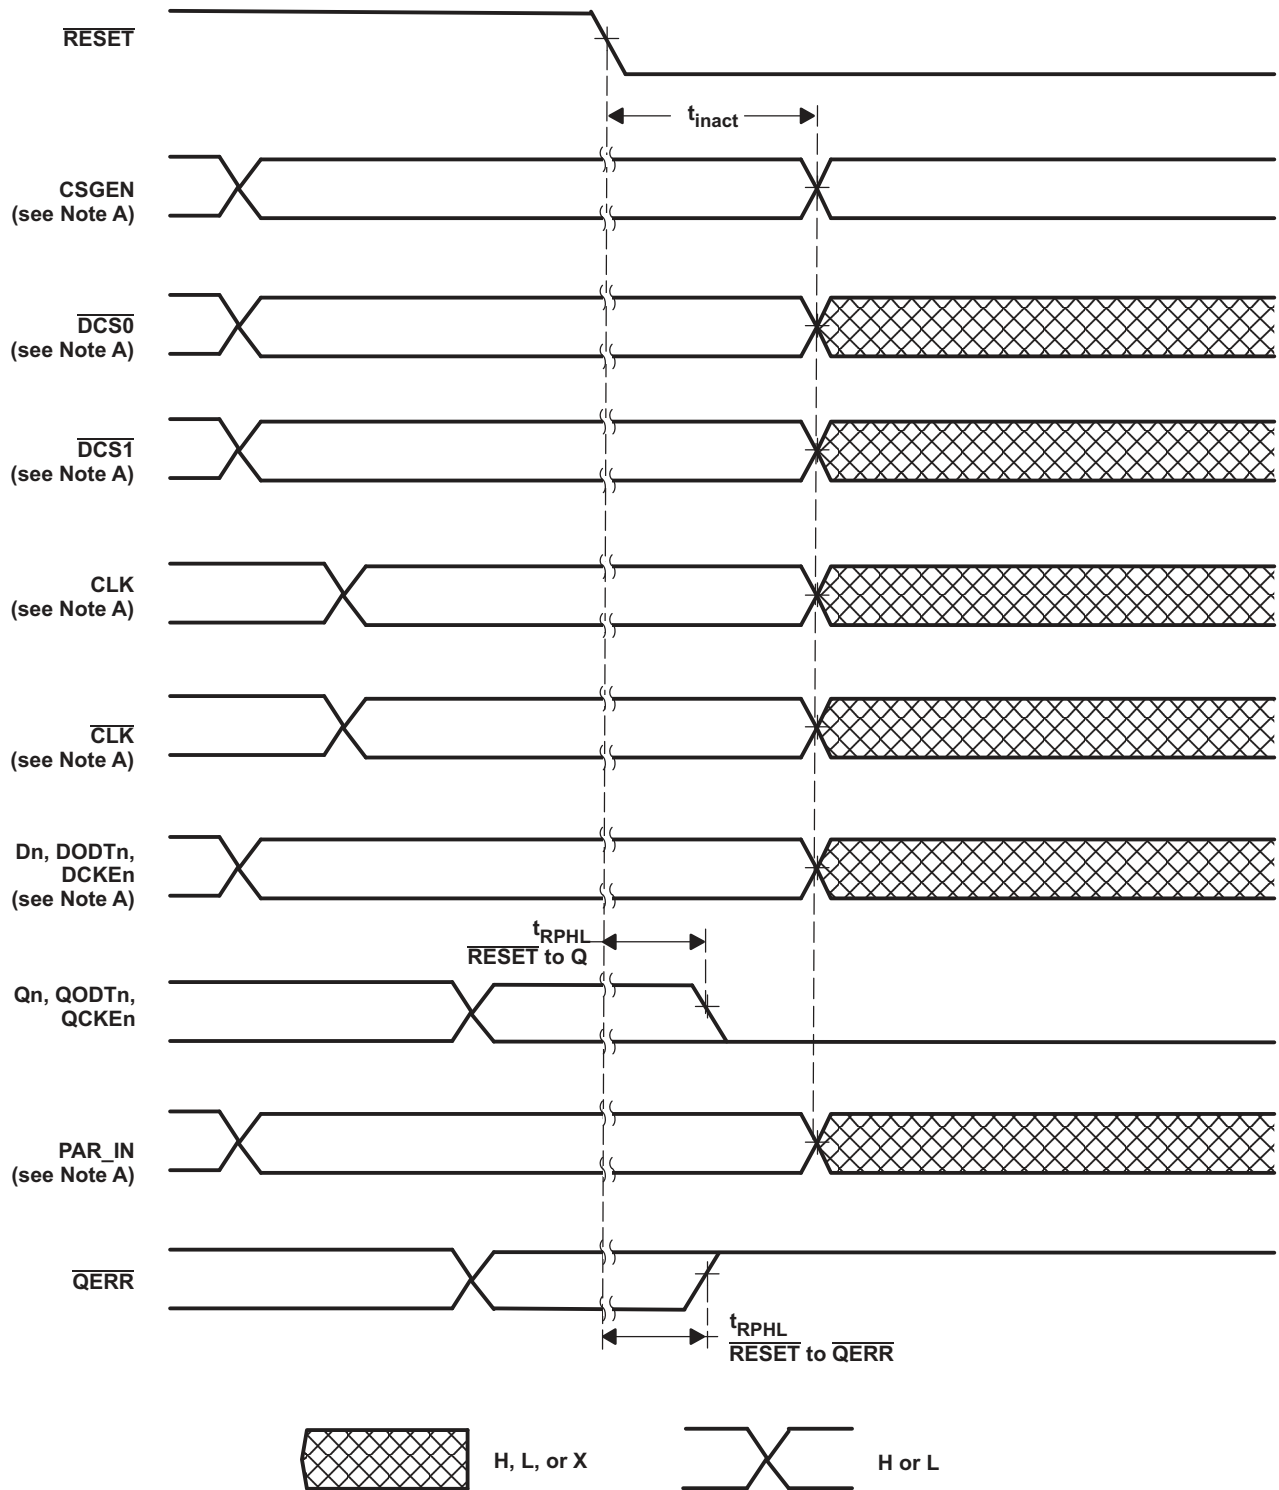 RESET
tinact
CSGEN
(see Note A)
DCS0
(see Note A)
DCS1
(see Note A)
CLK
(see Note A)
CLK
(see Note A)
Dn, DODTn,
DCKEn
(see Note A)
tRPHL
RESET to Q
Qn, QODTn,
QCKEn
PAR_IN
(see Note A)
QERR
tRPHL
RESET to QERR
H, L, or X
H or L